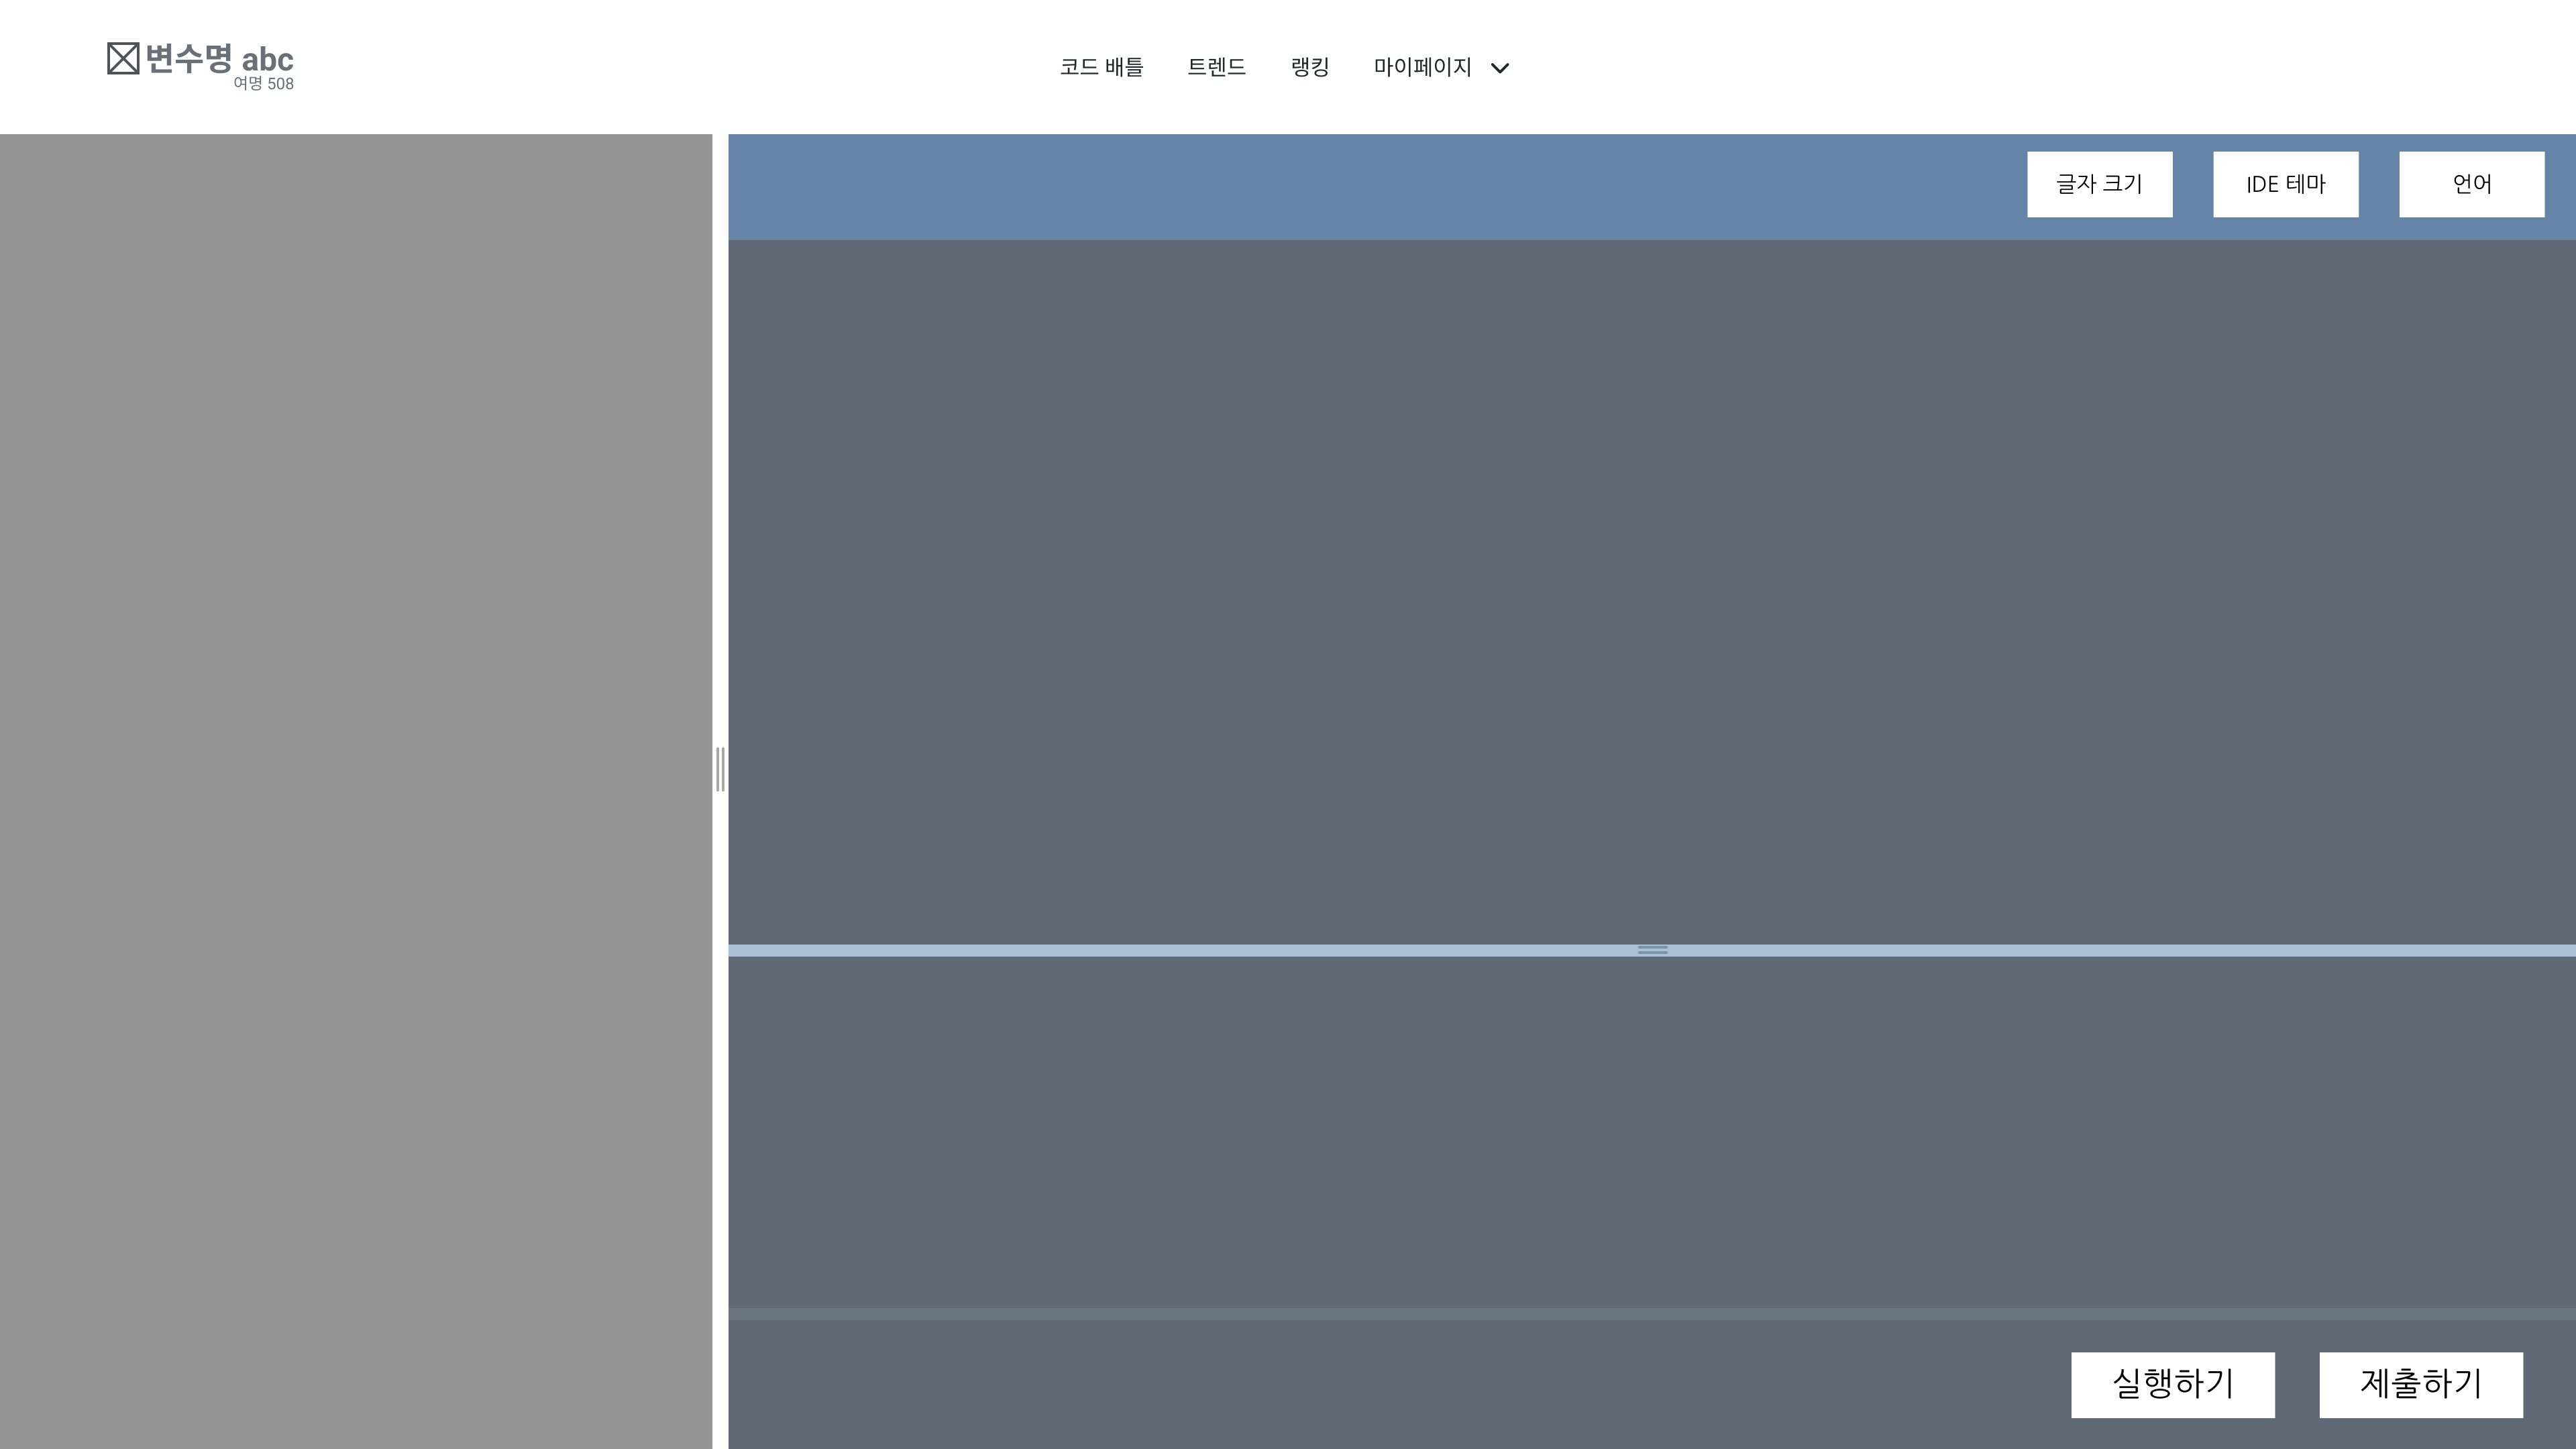 변수명 abc
여명 508
코드 배틀 트렌드 랭킹 마이페이지
글자 크기 IDE 테마 언어
실행하기 제출하기